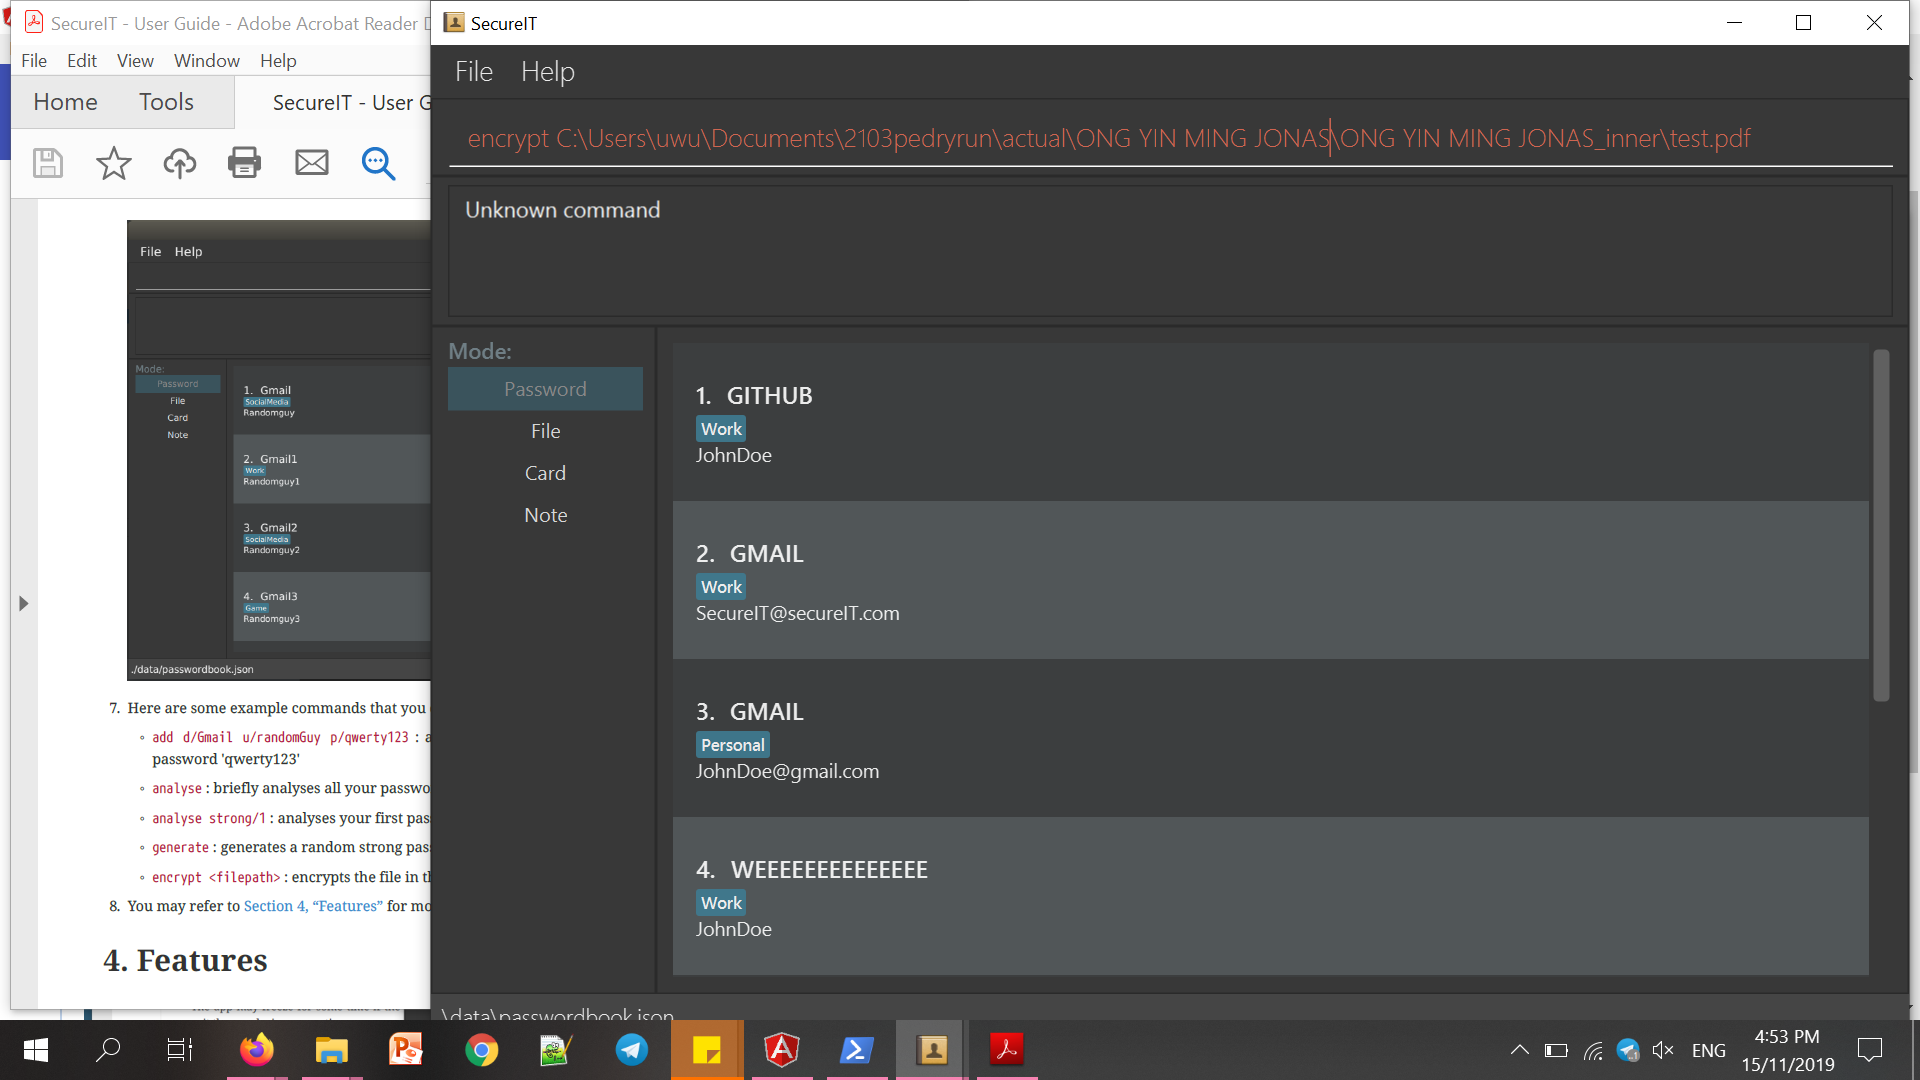 SecureIT - User Guide - Adobe Acrobat Reader D
File Edit View Window Help
Home Tools SecureIT - User G
File Help
Mode:
Password
File
Card
Note
1. Gmail
SocialMedia
Randomguy
2. Gmail1
Work
Randomguy1
3. Gmail2
SocialMedia
Randomguy2
4. Gmail3
Game
Randomguy3
./data/passwordbook.json
7. Here are some example commands that you
◦ add d/Gmail u/randomGuy p/qwerty123 : a
password 'qwerty123'
◦ analyse : briefly analyses all your passwo
◦ analyse strong/1 : analyses your first pas
◦ generate : generates a random strong pas
◦ encrypt <filepath> : encrypts the file in th
8. You may refer to Section 4, “Features” for mo
4. Features
SecureIT
File Help
encrypt C:\Users\uwu\Documents\2103pedryrun\actual\ONG YIN MING JONAS\ONG YIN MING JONAS_inner\test.pdf
Unknown command
Mode:
Password
File
Card
Note
1. GITHUB
Work
JohnDoe
2. GMAIL
Work
SecureIT@secureIT.com
3. GMAIL
Personal
JohnDoe@gmail.com
4. WEEEEEEEEEEEEEE
Work
JohnDoe
\data\passwordbook.json
ENG
4:53 PM
15/11/2019